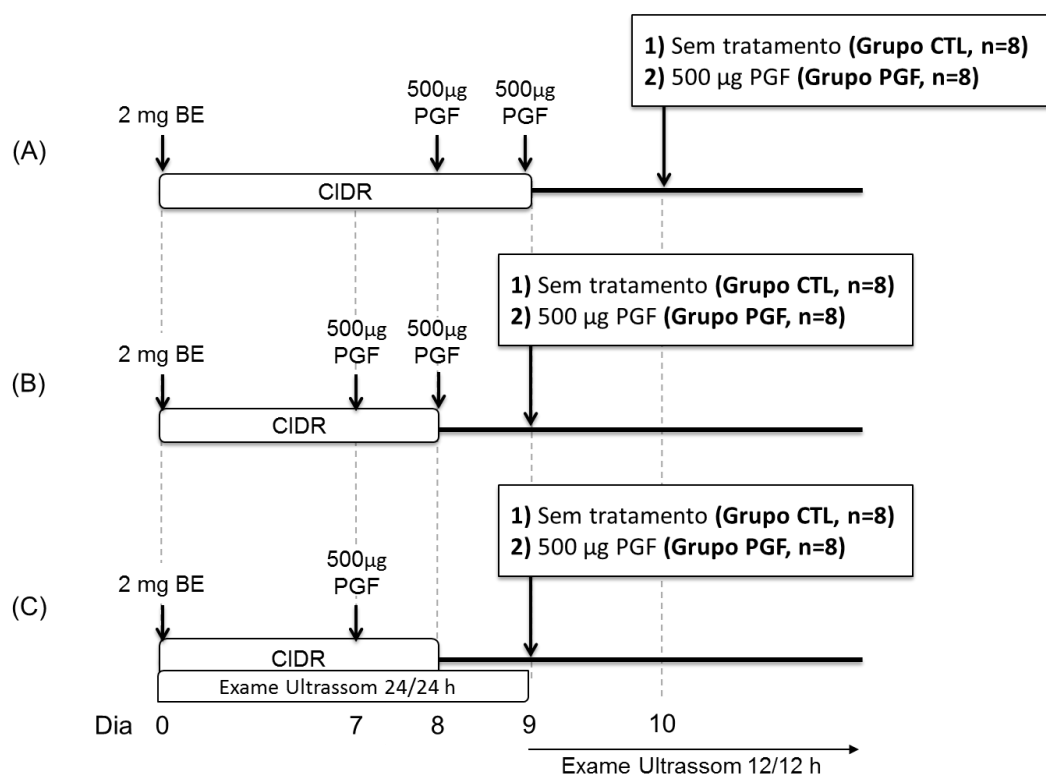 1) Sem tratamento (Grupo CTL, n=8)
2) 500 µg PGF (Grupo PGF, n=8)
2 mg BE
500µg
PGF
500µg
PGF
(A)
CIDR
1) Sem tratamento (Grupo CTL, n=8)
2) 500 µg PGF (Grupo PGF, n=8)
2 mg BE
500µg
PGF
500µg
PGF
(B)
CIDR
1) Sem tratamento (Grupo CTL, n=8)
2) 500 µg PGF (Grupo PGF, n=8)
2 mg BE
500µg
PGF
(C)
CIDR
Exame Ultrassom 24/24 h
Dia 0 7 8 9 10
Exame Ultrassom 12/12 h